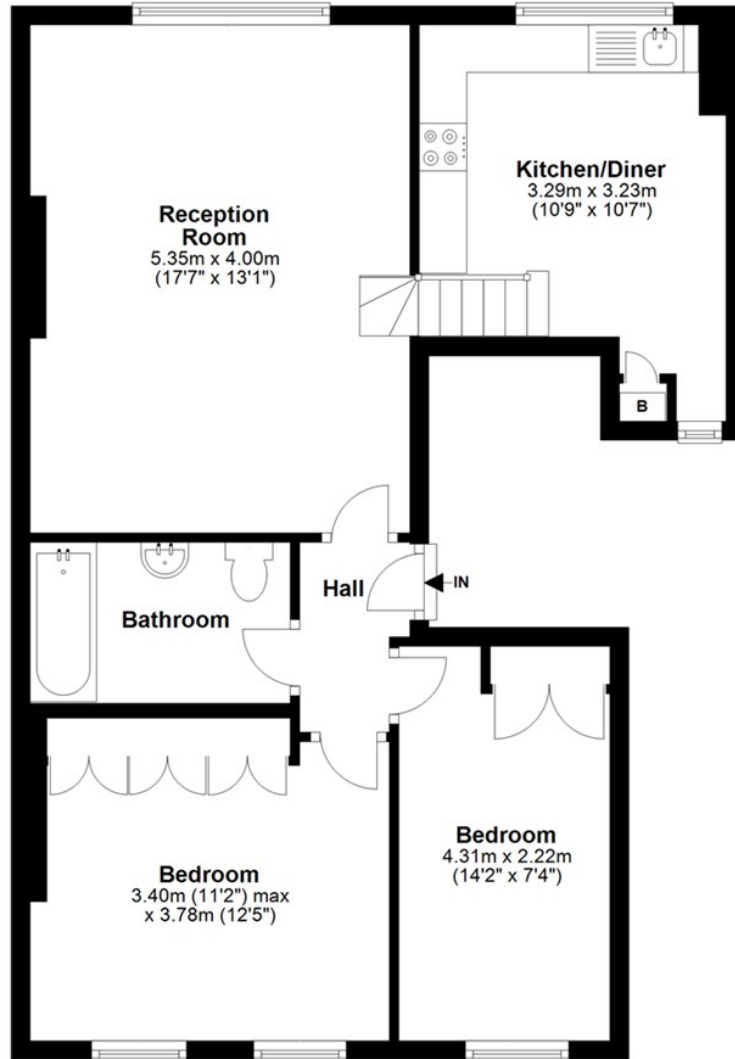 Reception
Room
5.35m x 4.00m
(17'7" x 13'1")
Kitchen/Diner
3.29m x 3.23m
(10'9" x 10'7")
B
IN
Hall
Bathroom
Bedroom
3.40m (11'2") max
x 3.78m (12'5")
Bedroom
4.31m x 2.22m
(14'2" x 7'4")